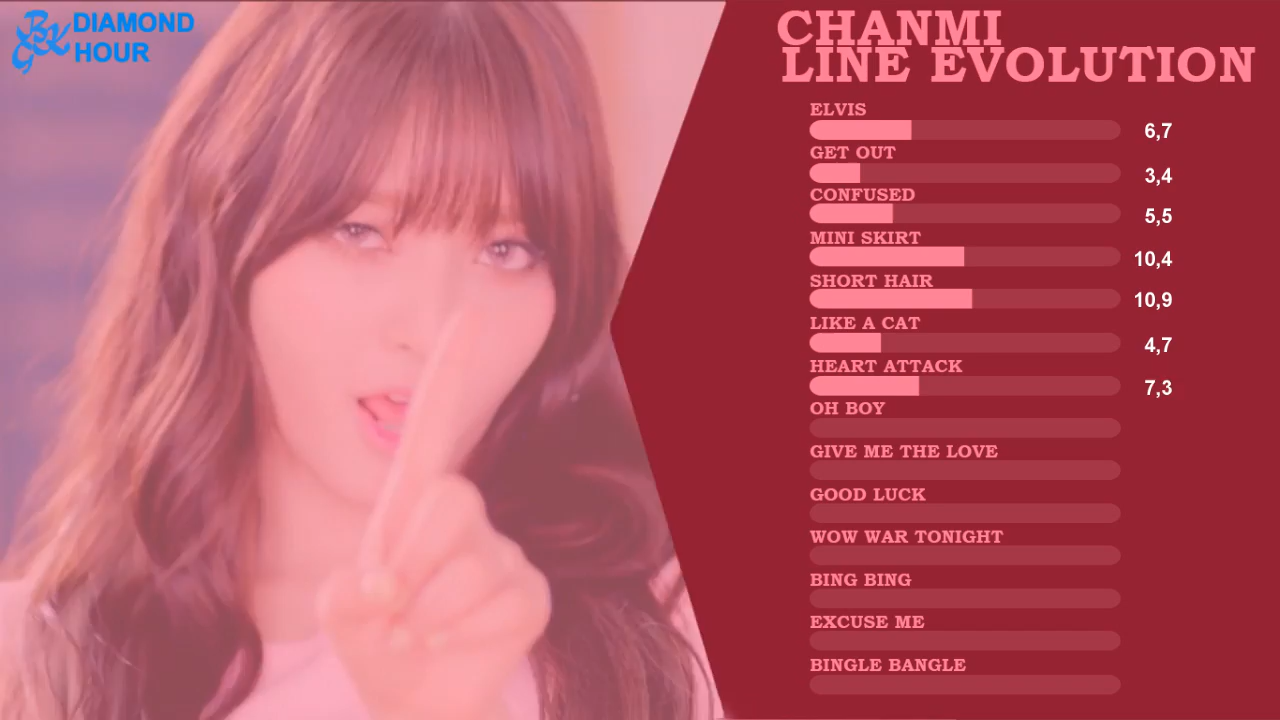 DIAMOND
HOUR
CHANMI
LINE EVOLUTION
ELVIS
6,7
GET OUT
3,4
CONFUSED
5,5
MINI SKIRT
10,4
SHORT HAIR
10,9
LIKE A CAT
4,7
HEART ATTACK
7,3
OH BOY
GIVE ME THE LOVE
GOOD LUCK
WOW WAR TONIGHT
BING BING
EXCUSE ME
BINGLE BANGLE